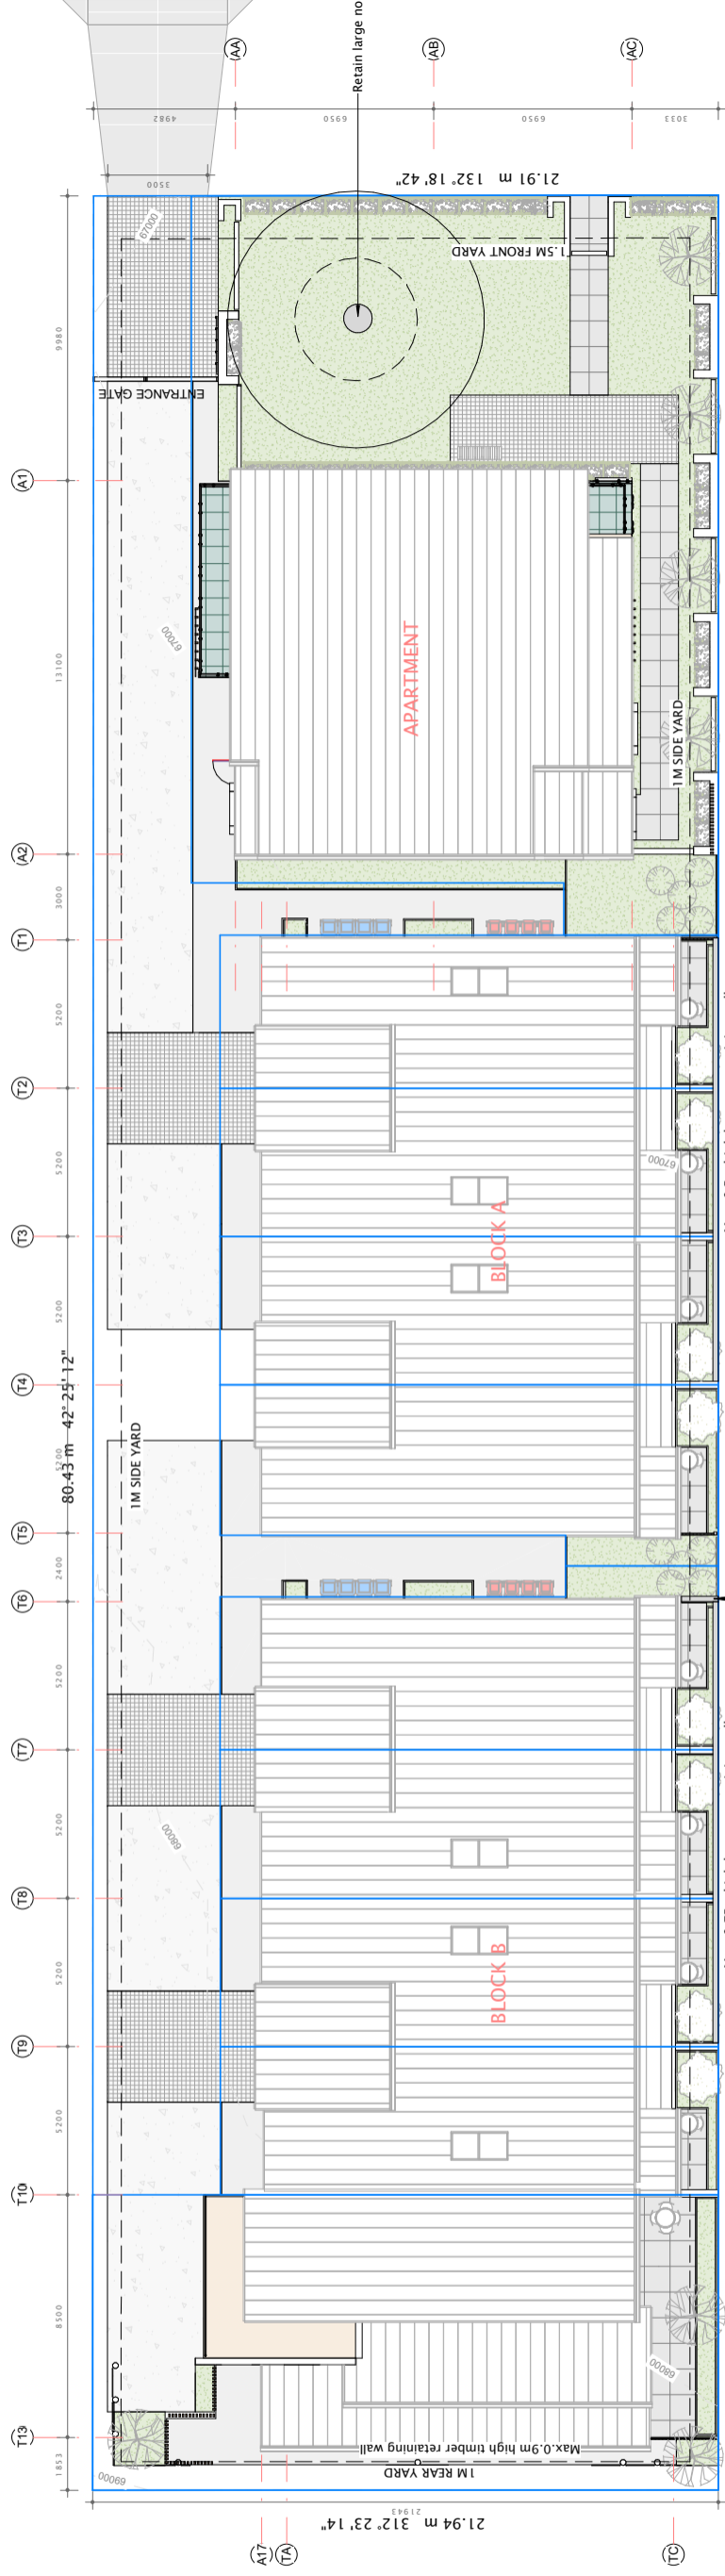 AA
AB
AC
Retain large no
4982
6950
6950
3033
3500
21.91 m 132° 18' 42"
67000
1.5M FRONT YARD
ENTRANCE GATE
9980
A1
67000
13100
APARTMENT
1M SIDE YARD
A2
3000
T1
5200
T2
5200
67000
T3
BLOCK A
5200
80.43 m 42° 25' 12"
T4
1M SIDE YARD
5200
T5
2400
T6
5200
T7
5200
68000
T8
5200
BLOCK B
T9
5200
T10
8500
68000
T13
Max.0.9m high timber retaining wall
1853
1M REAR YARD
69000
21943
21.94 m 312° 23' 14"
A17
TA
TC